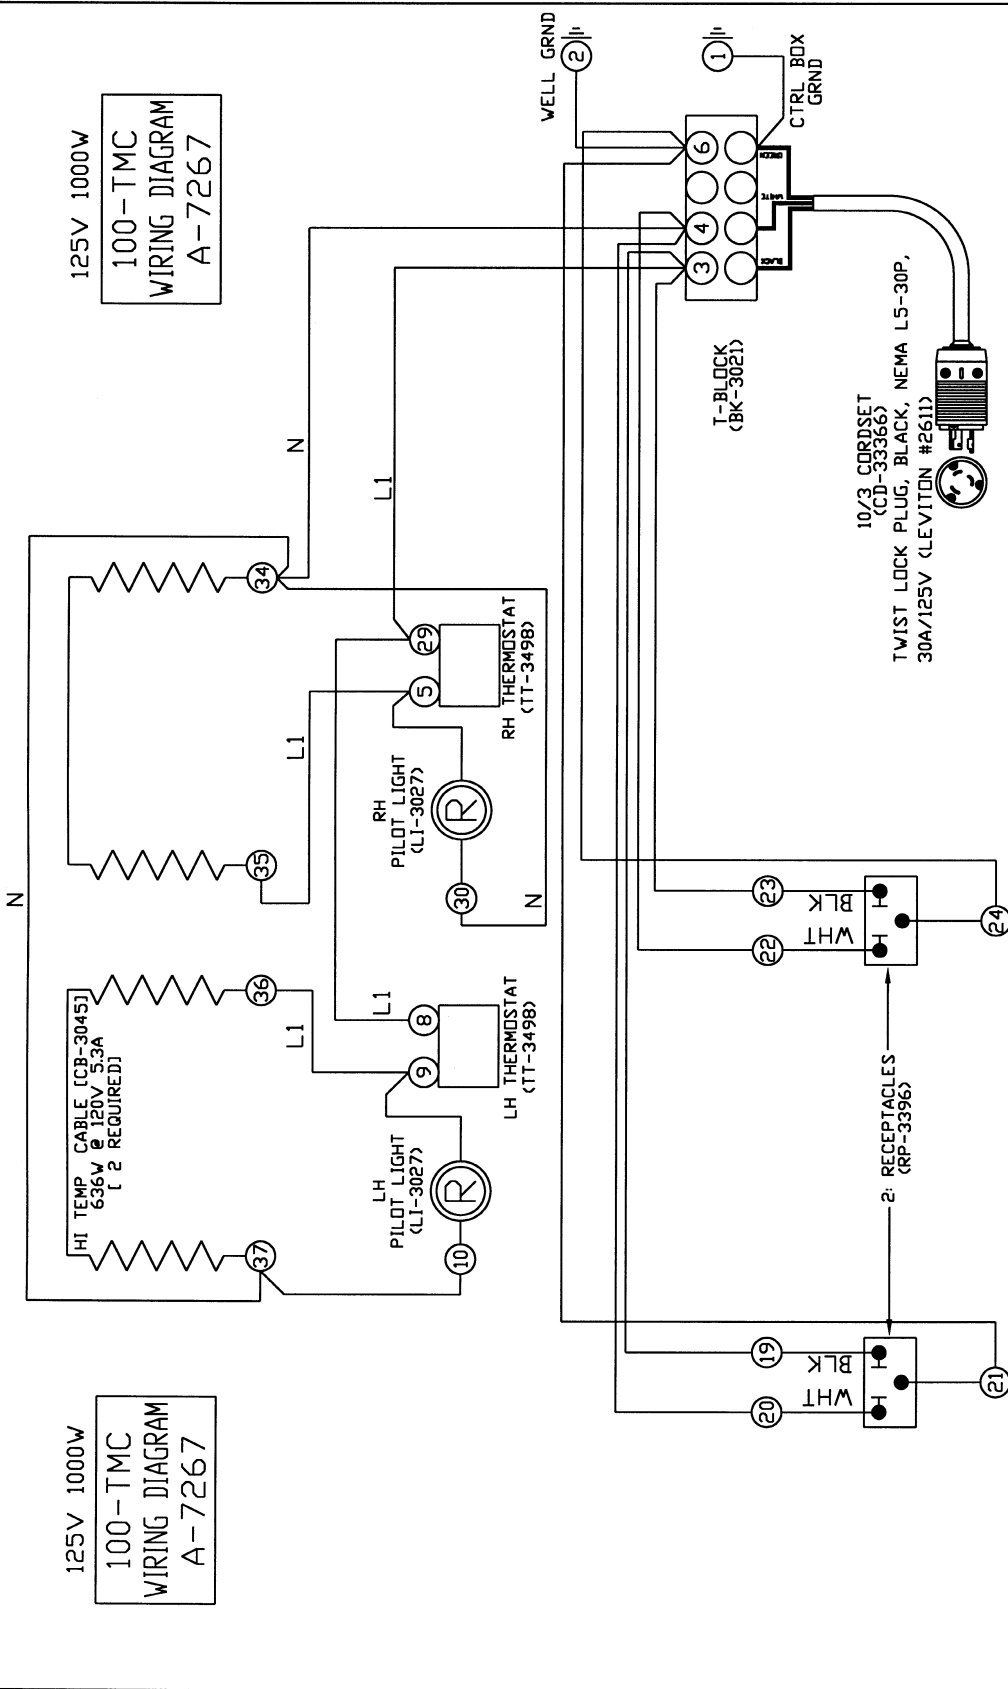 125V 1000W
100-TMC
WIRING DIAGRAM
A-7267
125V 1000W
100-TMC
WIRING DIAGRAM
A-7267
N
HI TEMP CABLE [CB-3045]
636W @ 120V 5.3A
[ 2 REQUIRED]
37
36
35
34
L1
L1
N
LH
PILOT LIGHT
(LI-3027)
R
10
9
8
L1
LH THERMOSTAT
(TT-3498)
RH
PILOT LIGHT
(LI-3027)
R
30
N
5
29
RH THERMOSTAT
(TT-3498)
L1
WELL GRND
2
1
CTRL BOX
GRND
3
4
6
BLACK
WHITE
GREEN
T-BLOCK
(BK-3021)
10/3 CORDSET
(CD-33366)
TWIST LOCK PLUG, BLACK, NEMA L5-30P,
30A/125V (LEVITON #2611)
20
19
WHT
BLK
21
2: RECEPTACLES
(RP-3396)
22
23
WHT
BLK
24